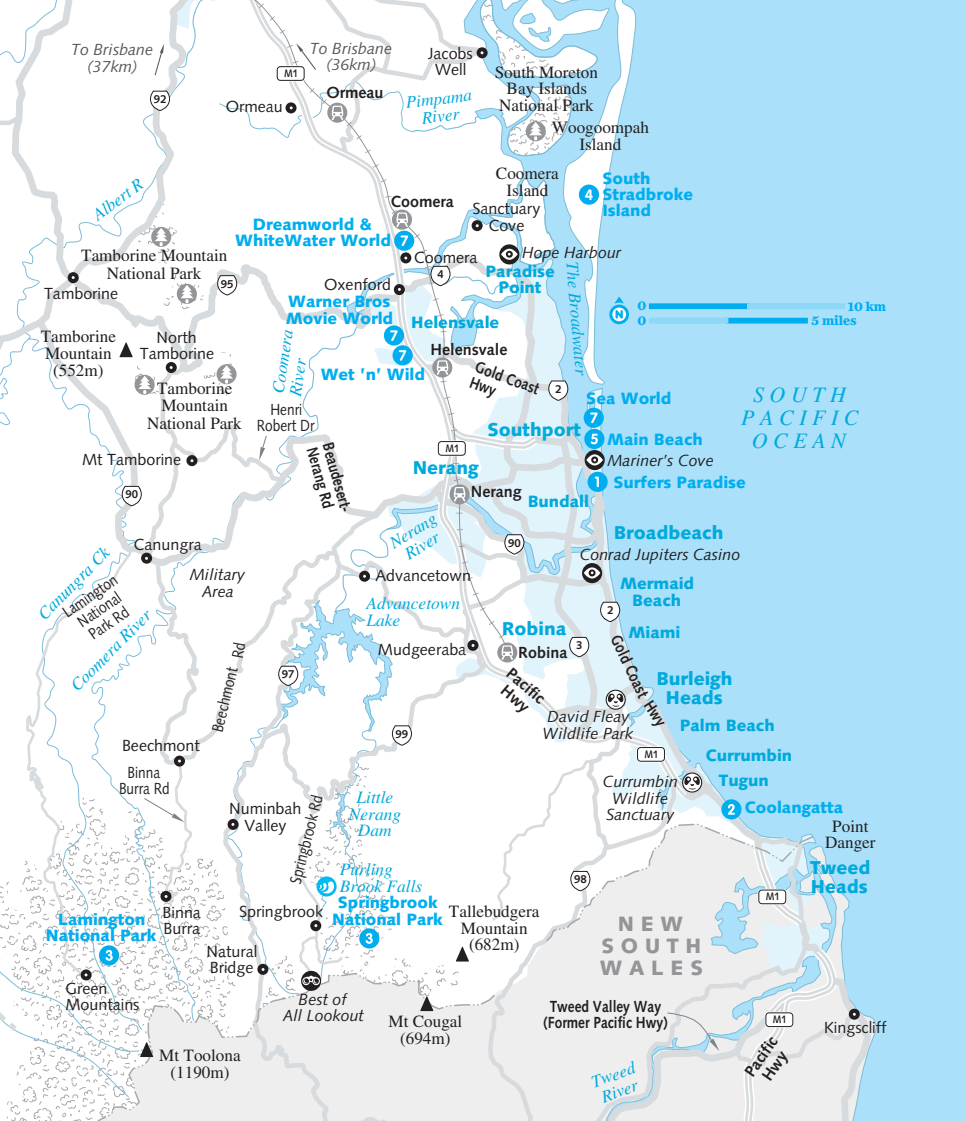 To Brisbane
(37km)
To Brisbane
(36km)
Jacobs
Well
M1
South Moreton
Bay Islands
National Park
92
Ormeau
Ormeau
Pimpama
River
Woogoompah
Island
Coomera
Island
4
South
Stradbroke
Island
Albert R
Coomera
Sanctuary
Cove
Dreamworld &
WhiteWater World
7
Tamborine Mountain
National Park
Coomera
Hope Harbour
4
Paradise
Point
Tamborine
95
Oxenford
The Broadwater
Warner Bros
Movie World
7
Helensvale
N
0
10 km
0
5 miles
Tamborine
Mountain
(552m)
North
Tamborine
Coomera
River
7
Helensvale
Wet 'n' Wild
Gold Coast
Hwy
2
Tamborine
Mountain
National Park
Henri
Robert Dr
Sea World
7
SOUTH
PACIFIC
OCEAN
Southport
5
Main Beach
M1
Mt Tamborine
Beaudesert-
Nerang Rd
Nerang
Mariner's Cove
1
Surfers Paradise
90
Nerang
Bundall
Nerang
River
90
Broadbeach
Canungra
Conrad Jupiters Casino
Canungra Ck
Lamington
National
Park Rd
Military
Area
Advancetown
Mermaid
Beach
Coomera River
Advancetown
Lake
2
Robina
Miami
Mudgeeraba
Robina
3
Gold Coast Hwy
Beechmont Rd
97
Pacific
Hwy
Burleigh
Heads
David Fleay
Wildlife Park
Palm Beach
99
Beechmont
M1
Currumbin
Binna
Burra Rd
Currumbin
Wildlife
Sanctuary
Tugun
Numinbah
Valley
Springbrook Rd
Little
Nerang
Dam
2
Coolangatta
Point
Danger
Purling
Brook Falls
98
Tweed
Heads
Binna
Burra
Springbrook
Springbrook
National Park
3
Tallebudgera
Mountain
(682m)
M1
Lamington
National Park
3
NEW
SOUTH
WALES
Natural
Bridge
Green
Mountains
Best of
All Lookout
Mt Cougal
(694m)
Tweed Valley Way
(Former Pacific Hwy)
M1
Kingscliff
Mt Toolona
(1190m)
Pacific
Hwy
Tweed
River